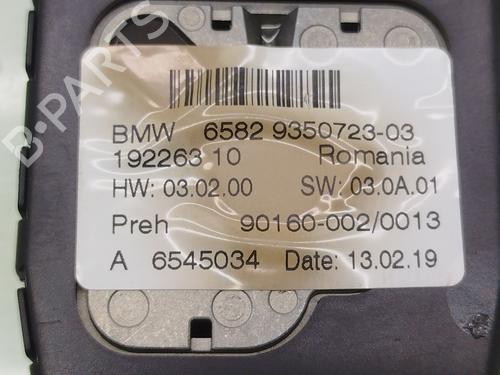 B-PARTS
BMW 6582 9350723-03
192263 10 Romania
HW: 03.02.00 SW: 03.0A.01
Preh 90160-002/0013
A 6545034 Date: 13.02.19